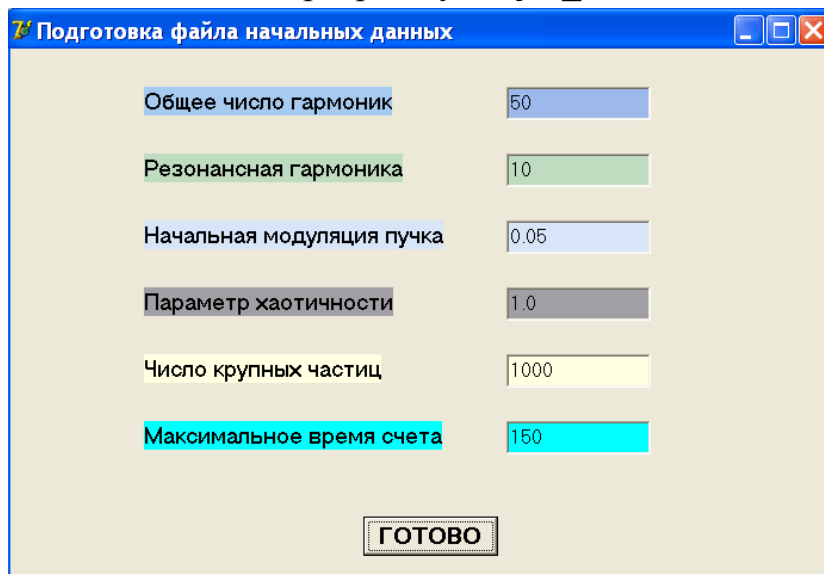 Подготовка файла начальных данных
Общее число гармоник 50
Резонансная гармоника 10
Начальная модуляция пучка 0.05
Параметр хаотичности 1.0
Число крупных частиц 1000
Максимальное время счета 150
ГОТОВО